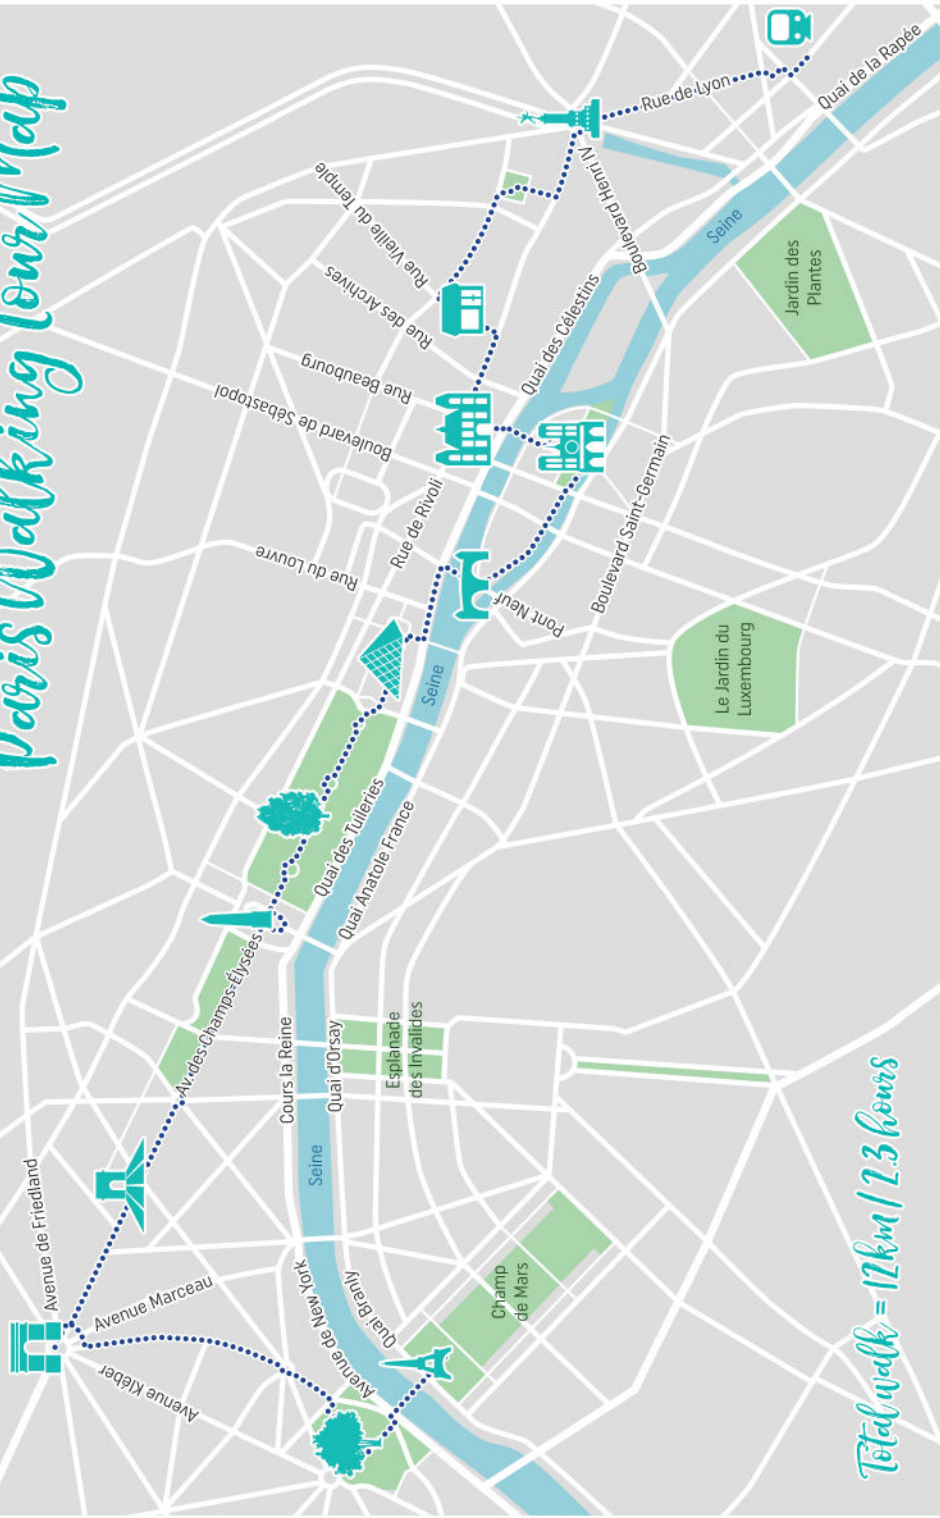 Paris Walking Tour Map
Avenue de Friedland
Avenue Marceau
Avenue Kléber
Av. des Champs-Élysées
Cours la Reine
Quai d'Orsay
Seine
Avenue de New York
Quai Branly
Champ
de Mars
Esplanade
des Invalides
Quai des Tuileries
Quai Anatole France
Seine
Rue du Louvre
Rue de Rivoli
Pont Neuf
Boulevard de Sébastopol
Rue Beaubourg
Rue des Archives
Rue Vieille du Temple
Boulevard Saint-Germain
Le Jardin du
Luxembourg
Quai des Célestins
Boulevard Henri IV
Seine
Jardin des
Plantes
Rue de Lyon
Quai de la Rapée
Total walk = 12km / 2.3 hours